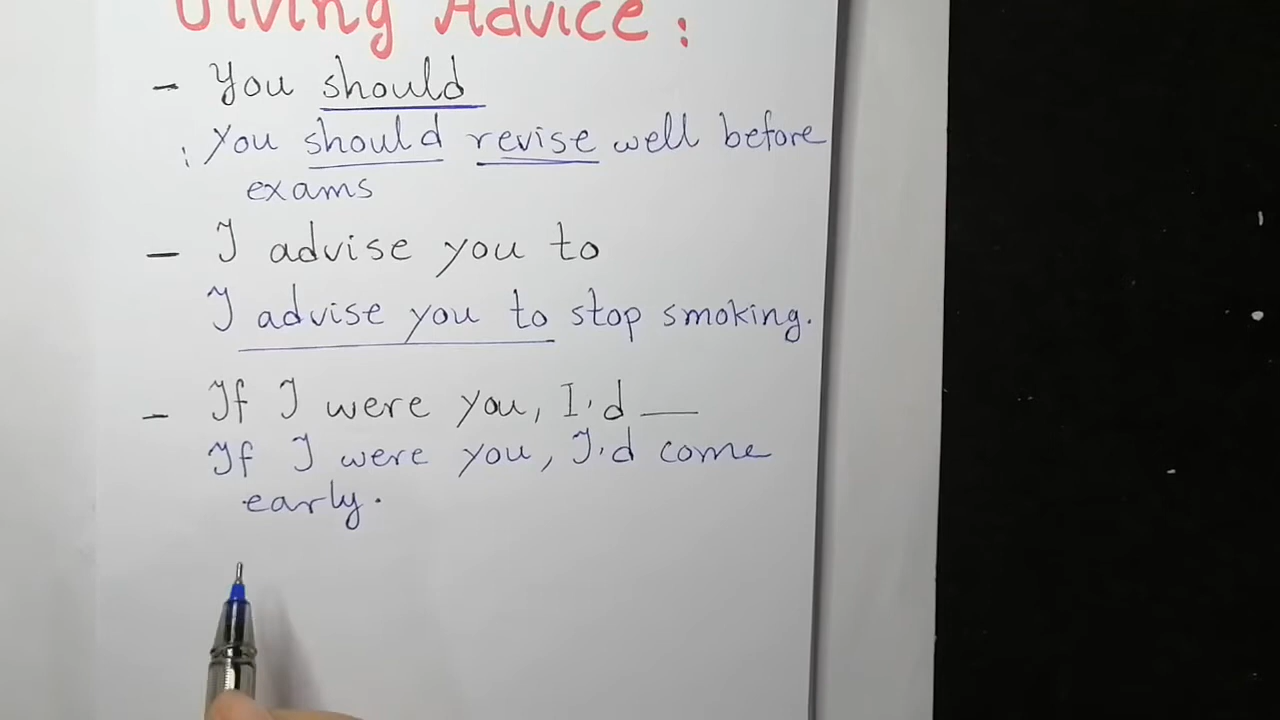 Giving Advice :
- You should
: You should revise well before
exams
- I advise you to
I advise you to stop smoking.
- If I were you, I'd ___
If I were you, I'd come
early.